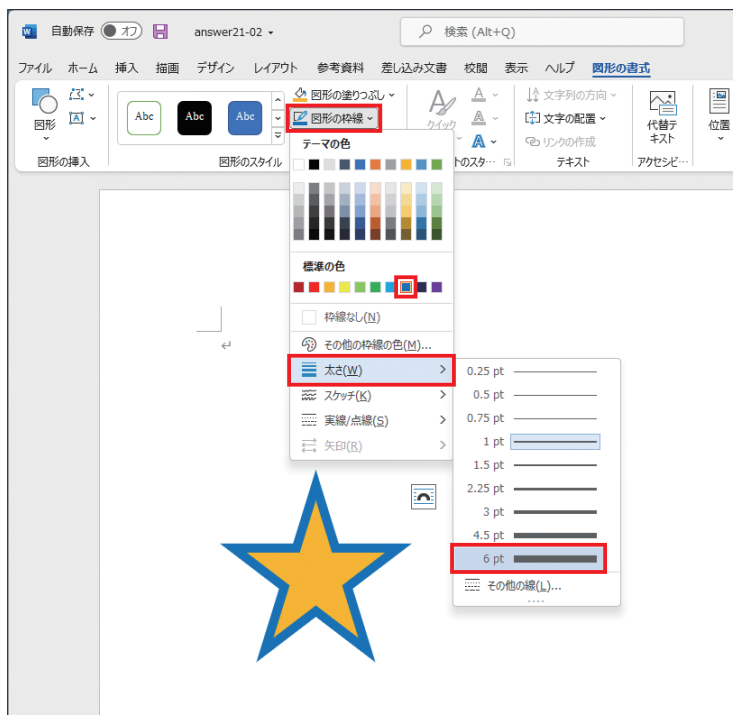 自動保存 オフ answer21-02 検索 (Alt+Q)
ファイル ホーム 挿入 描画 デザイン レイアウト 参考資料 差し込み文書 校閲 表示 ヘルプ 図形の書式
図形
Abc Abc Abc
図形の塗りつぶし
図形の枠線
クイック
文字列の方向
文字の配置
リンクの作成
代替テ
キスト
位置
図形の挿入 図形のスタイル トのスタ… テキスト アクセシビ…
テーマの色
標準の色
枠線なし(N)
その他の枠線の色(M)...
太さ(W)
スケッチ(K)
実線/点線(S)
矢印(R)
0.25 pt
0.5 pt
0.75 pt
1 pt
1.5 pt
2.25 pt
3 pt
4.5 pt
6 pt
その他の線(L)...